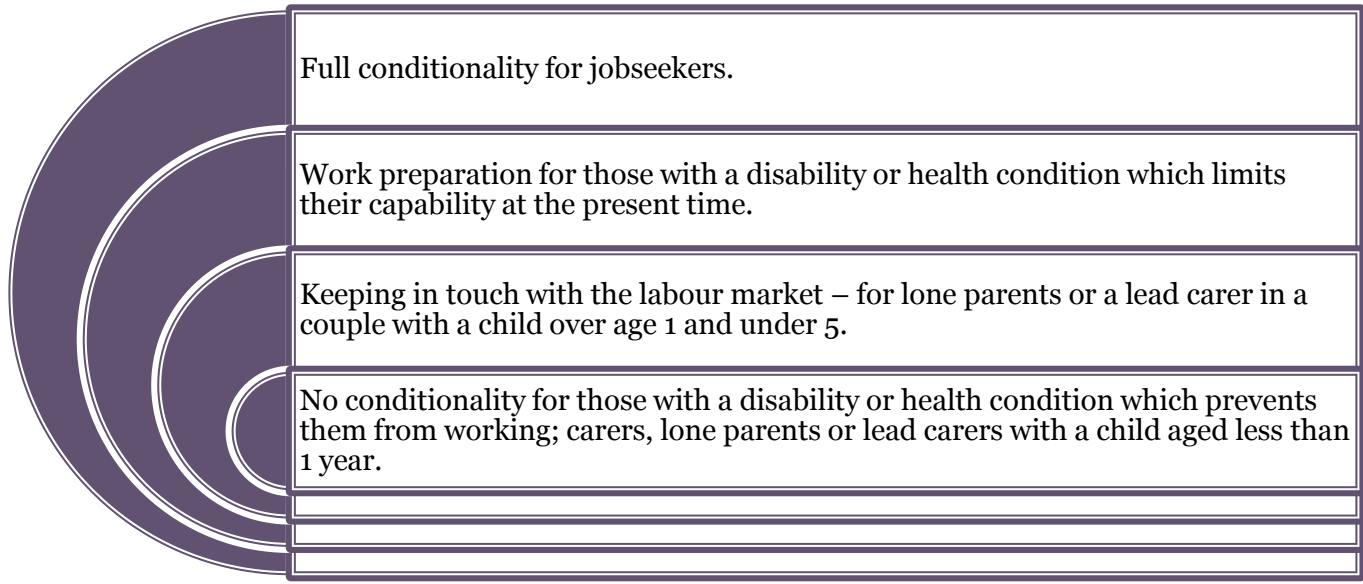 Full conditionality for jobseekers.
Work preparation for those with a disability or health condition which limits
their capability at the present time.
Keeping in touch with the labour market – for lone parents or a lead carer in a
couple with a child over age 1 and under 5.
No conditionality for those with a disability or health condition which prevents
them from working; carers, lone parents or lead carers with a child aged less than
1 year.